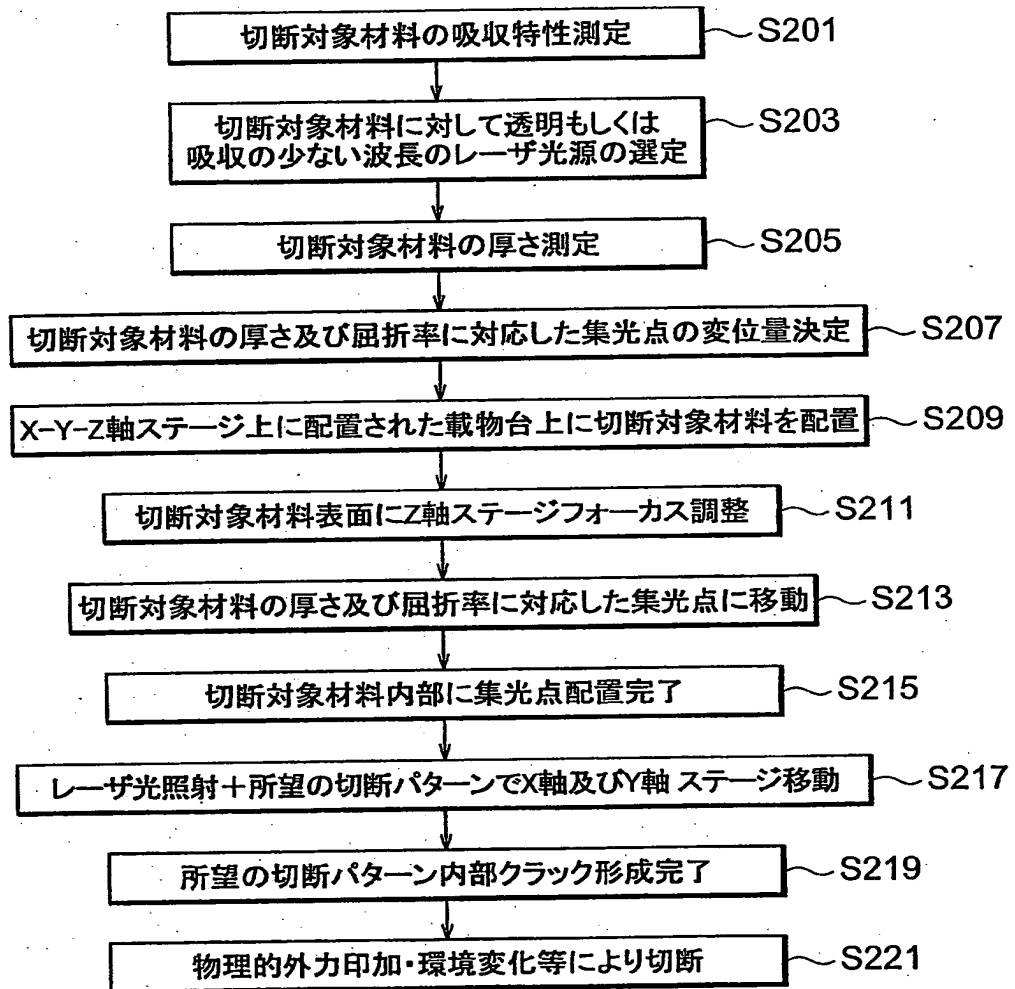 切断対象材料の吸収特性測定 S201
切断対象材料に対して透明もしくは
吸収の少ない波長のレーザ光源の選定 S203
切断対象材料の厚さ測定 S205
切断対象材料の厚さ及び屈折率に対応した集光点の変位量決定 S207
X-Y-Z軸ステージ上に配置された載物台上に切断対象材料を配置 S209
切断対象材料表面にZ軸ステージフォーカス調整 S211
切断対象材料の厚さ及び屈折率に対応した集光点に移動 S213
切断対象材料内部に集光点配置完了 S215
レーザ光照射+所望の切断パターンでX軸及びY軸 ステージ移動 S217
所望の切断パターン内部クラック形成完了 S219
物理的外力印加・環境変化等により切断 S221